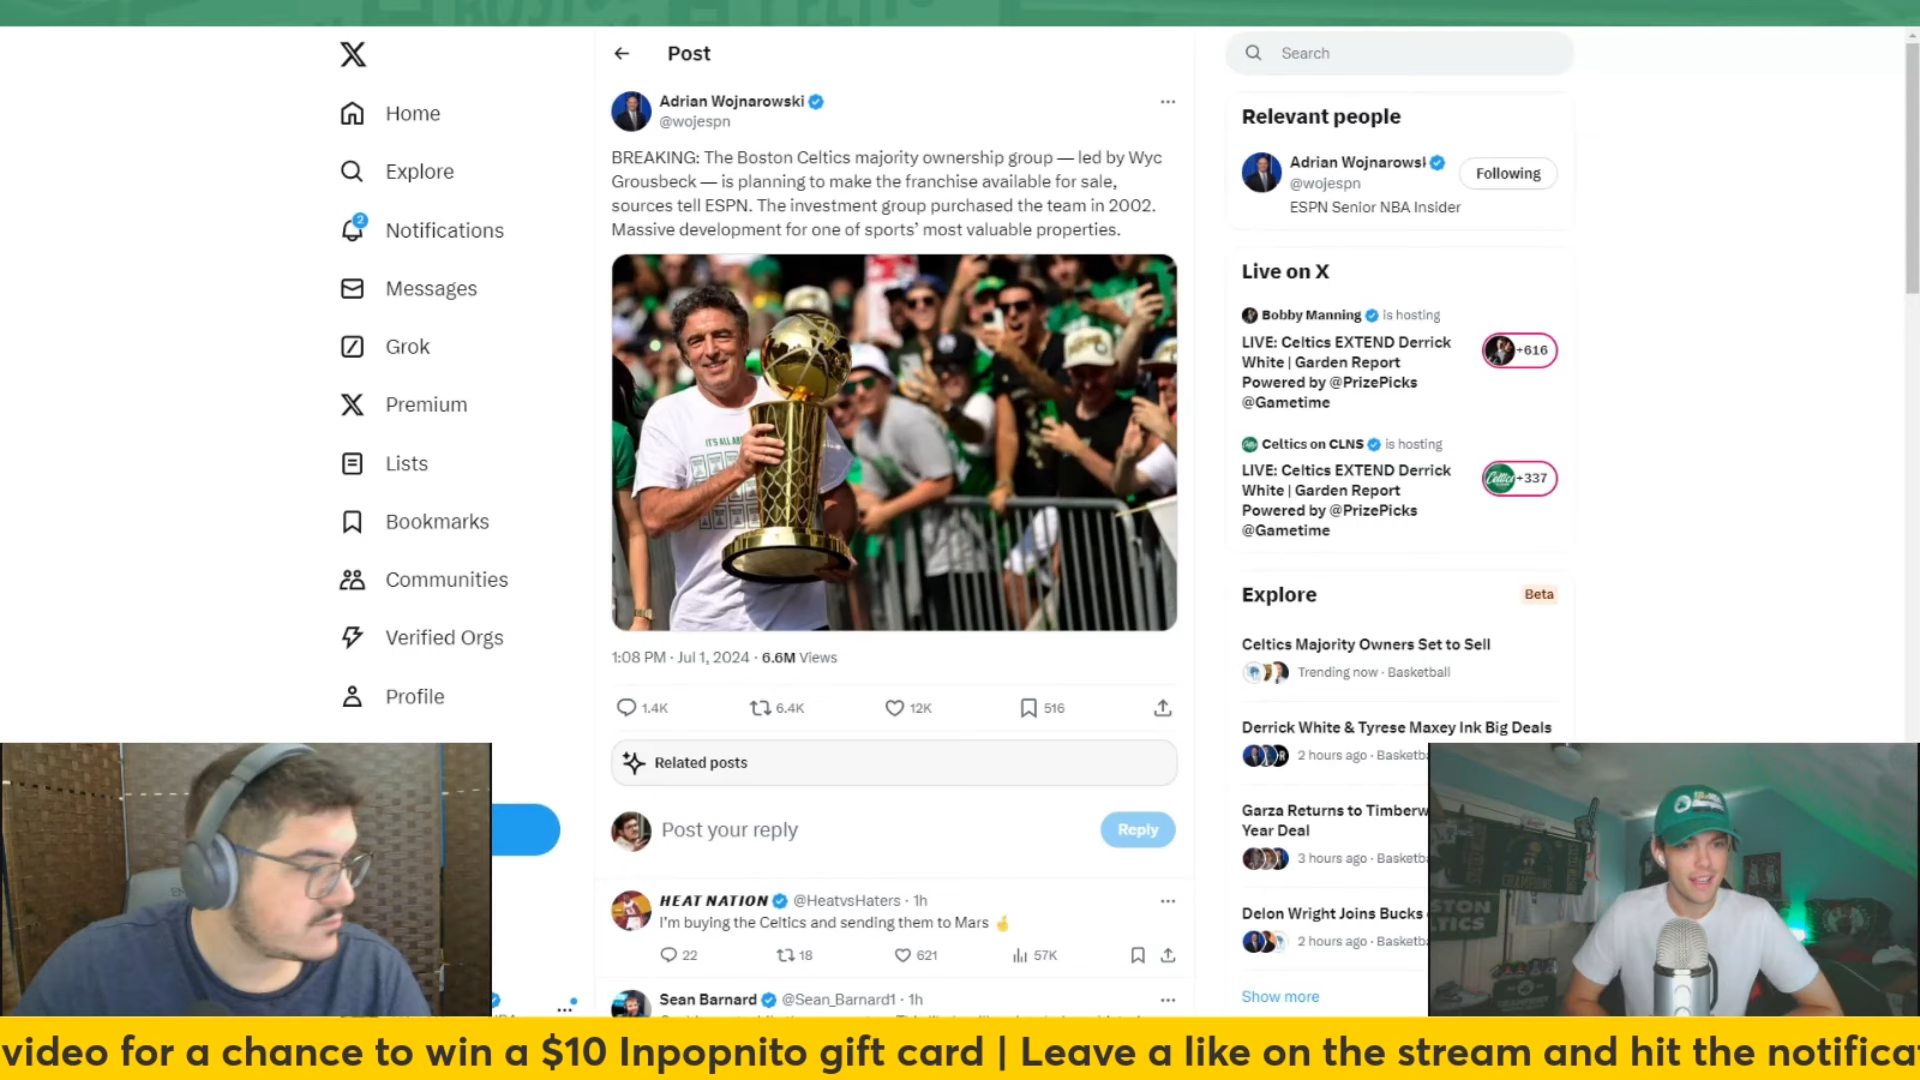 Home
Explore
2
Notifications
Messages
Grok
Premium
Lists
Bookmarks
Communities
Verified Orgs
Profile
Post
Adrian Wojnarowski
@wojespn
BREAKING: The Boston Celtics majority ownership group — led by Wyc
Grousbeck — is planning to make the franchise available for sale,
sources tell ESPN. The investment group purchased the team in 2002.
Massive development for one of sports’ most valuable properties.
IT'S ALL
1:08 PM · Jul 1, 2024 · 6.6M Views
1.4K
6.4K
12K
516
Related posts
Post your reply
Reply
HEAT NATION @HeatvsHaters · 1h
I’m buying the Celtics and sending them to Mars
22
18
621
57K
Sean Barnard @Sean_Barnard1 · 1h
Search
Relevant people
Adrian Wojnarowsl
@wojespn
Following
ESPN Senior NBA Insider
Live on X
Bobby Manning is hosting
LIVE: Celtics EXTEND Derrick
White | Garden Report
Powered by @PrizePicks
@Gametime
+616
Celtics on CLNS is hosting
LIVE: Celtics EXTEND Derrick
White | Garden Report
Powered by @PrizePicks
@Gametime
+337
Explore
Beta
Celtics Majority Owners Set to Sell
Trending now · Basketball
Derrick White & Tyrese Maxey Ink Big Deals
2 hours ago · Basketba
Garza Returns to Timberw
Year Deal
3 hours ago · Basketba
Delon Wright Joins Bucks
2 hours ago · Basketba
Show more
video for a chance to win a $10 Inpopnito gift card | Leave a like on the stream and hit the notifica